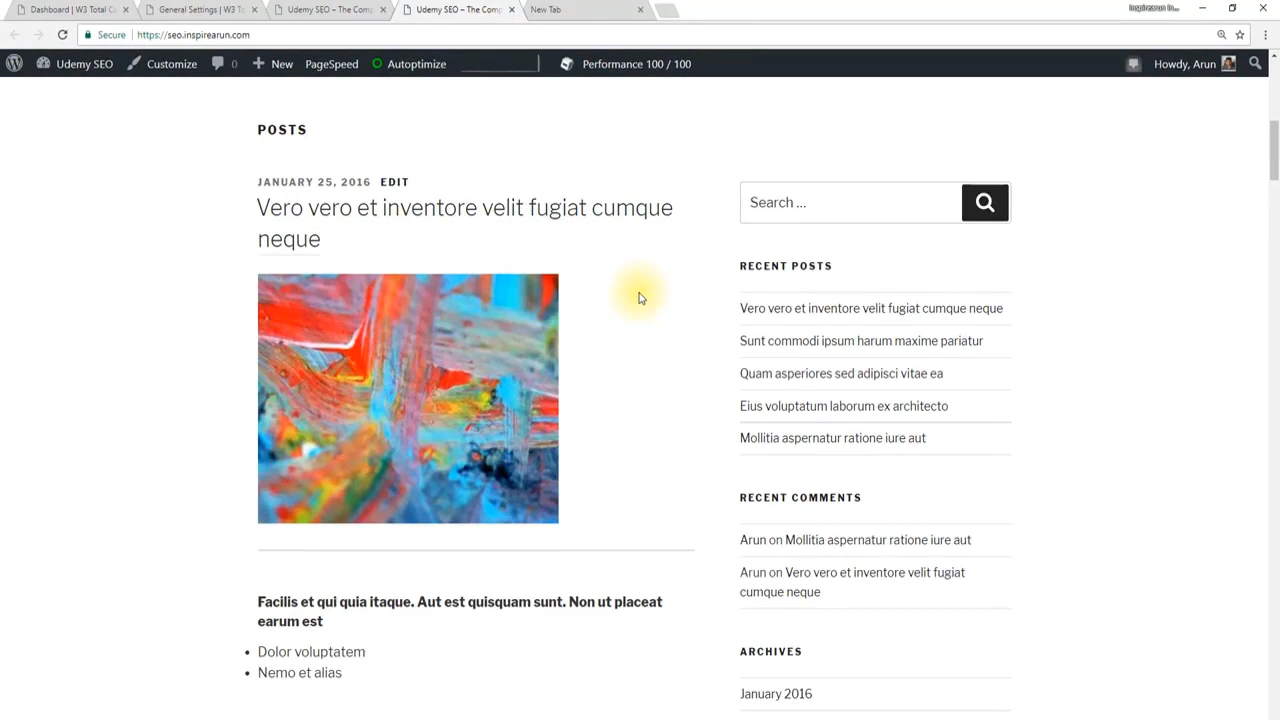 Dashboard | W3 Total Ca
General Settings | W3 To
Udemy SEO – The Comp
Udemy SEO – The Comp
New Tab
Inspirearun In...
Secure
https://seo.inspirearun.com
Udemy SEO
Customize
0
New
PageSpeed
Autoptimize
Performance 100 / 100
Howdy, Arun
POSTS
JANUARY 25, 2016 EDIT
Vero vero et inventore velit fugiat cumque
neque
Facilis et qui quia itaque. Aut est quisquam sunt. Non ut placeat
earum est
Dolor voluptatem
Nemo et alias
Search ...
RECENT POSTS
Vero vero et inventore velit fugiat cumque neque
Sunt commodi ipsum harum maxime pariatur
Quam asperiores sed adipisci vitae ea
Eius voluptatum laborum ex architecto
Mollitia aspernatur ratione iure aut
RECENT COMMENTS
Arun on Mollitia aspernatur ratione iure aut
Arun on Vero vero et inventore velit fugiat
cumque neque
ARCHIVES
January 2016